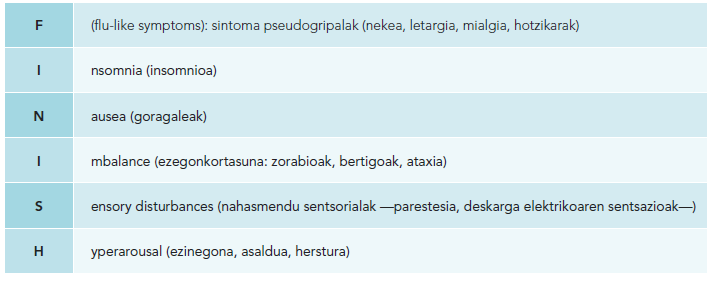 F (flu-like symptoms): sintoma pseudogripalak (nekea, letargia, mialgia, hotzikarak)
I nsomnia (insomnioa)
N ausea (goragaleak)
I mbalance (ezegonkortasuna: zorabioak, bertigoak, ataxia)
S ensory disturbances (nahasmendu sentsorialak —parestesia, deskarga elektrikoaren sentsazioak—)
H yperarousal (ezinegona, asaldua, herstura)